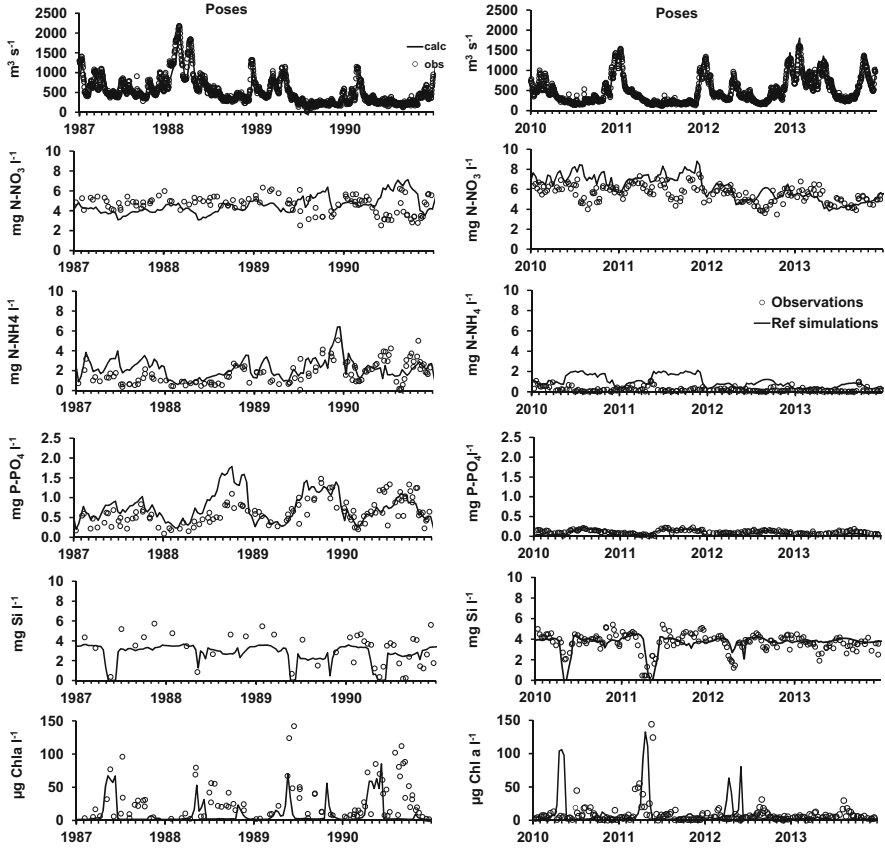 Poses
m³ s⁻¹
2500
2000
1500
1000
500
0
calc
obs
1987 1988 1989 1990
mg N-NO₃ l⁻¹
10
8
6
4
2
0
1987 1988 1989 1990
mg N-NH4 l⁻¹
10
8
6
4
2
0
1987 1988 1989 1990
mg P-PO₄ l⁻¹
2.5
2.0
1.5
1.0
0.5
0.0
1987 1988 1989 1990
mg Si l⁻¹
10
8
6
4
2
0
1987 1988 1989 1990
µg Chla l⁻¹
150
100
50
0
1987 1988 1989 1990
Poses
m³ s⁻¹
2500
2000
1500
1000
500
0
2010 2011 2012 2013
mg N-NO₃ l⁻¹
10
8
6
4
2
0
2010 2011 2012 2013
mg N-NH₄ l⁻¹
10
8
6
4
2
0
Observations
Ref simulations
2010 2011 2012 2013
mg P-PO₄ l⁻¹
2.5
2.0
1.5
1.0
0.5
0.0
2010 2011 2012 2013
mg Si l⁻¹
10
8
6
4
2
0
2010 2011 2012 2013
µg Chl a l⁻¹
150
100
50
0
2010 2011 2012 2013